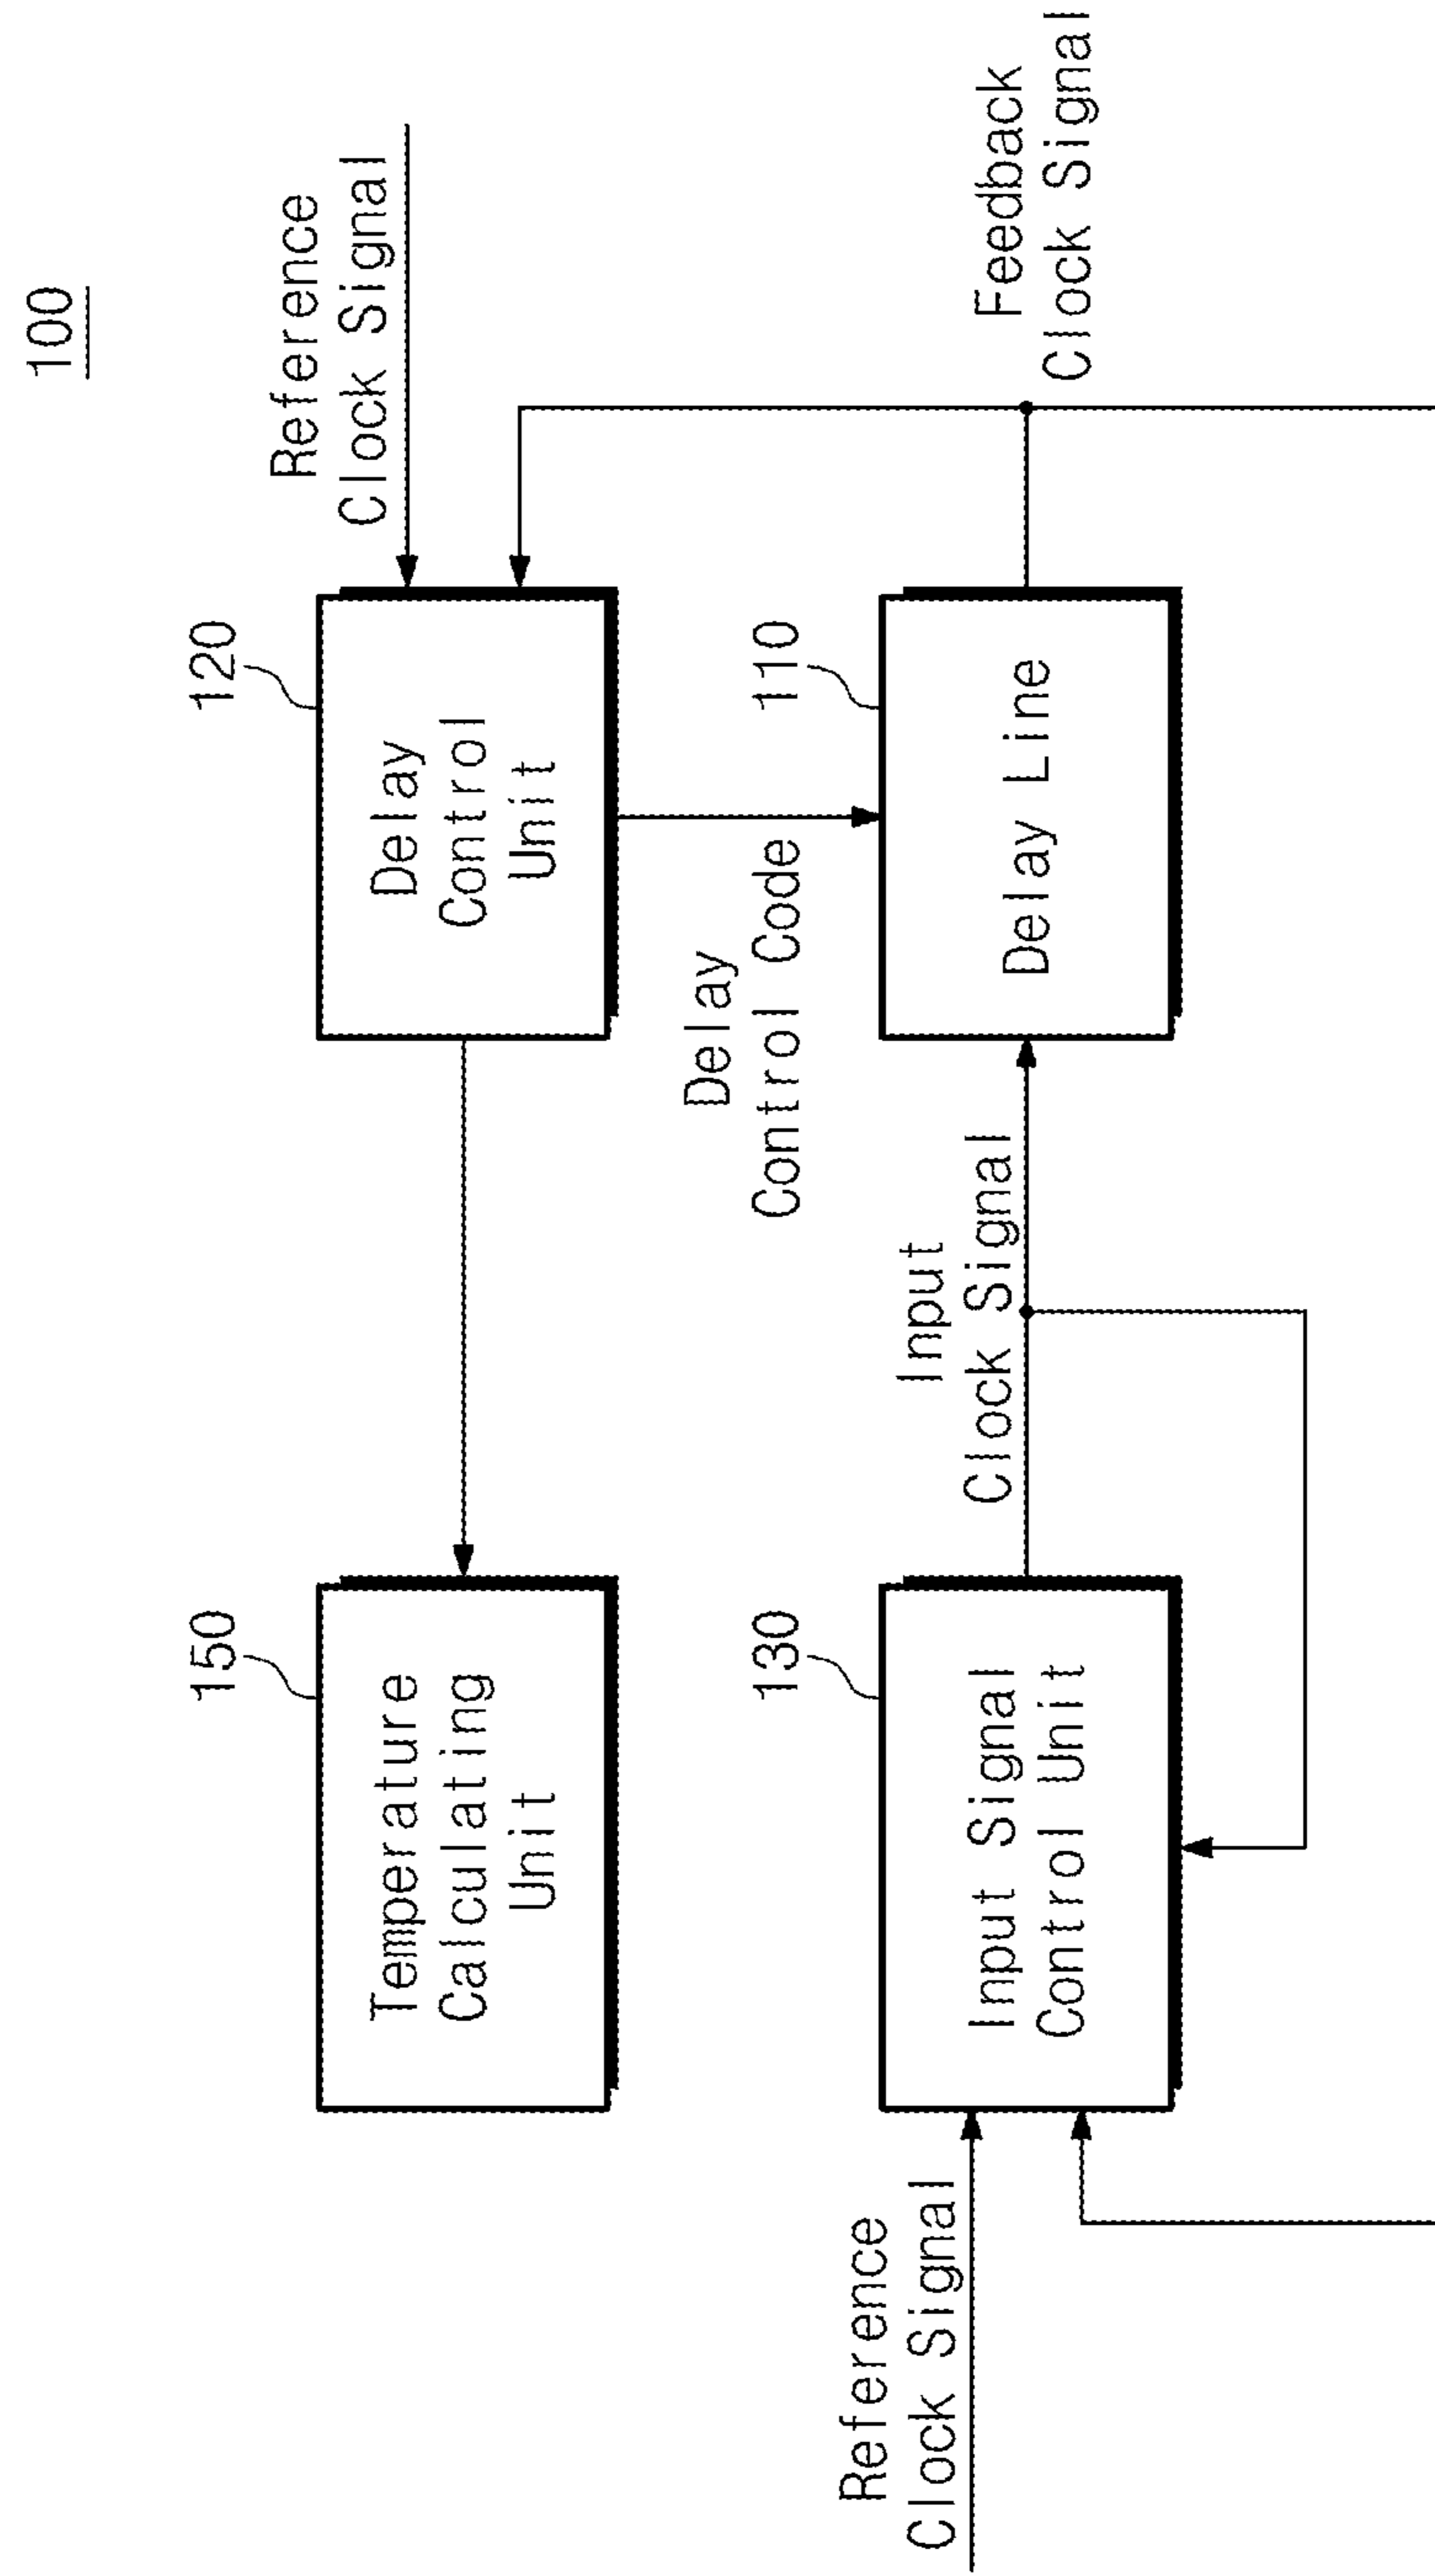 100
150
Temperature
Calculating
Unit
120
Delay
Control
Unit
Reference
Clock Signal
Delay
Control Code
Reference
Clock Signal
130
Input Signal
Control Unit
Input
Clock Signal
110
Delay Line
Feedback
Clock Signal